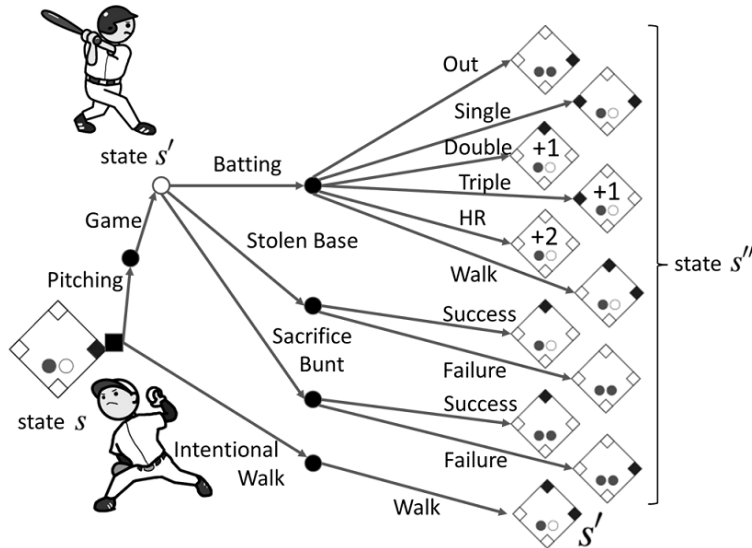 Out
Single
Double
+1
state s′
Batting
Triple
+1
Game
HR
+2
Stolen Base
Walk
state s″
Pitching
Success
Sacrifice
Bunt
Failure
Success
state s
Intentional
Walk
Failure
Walk
s′